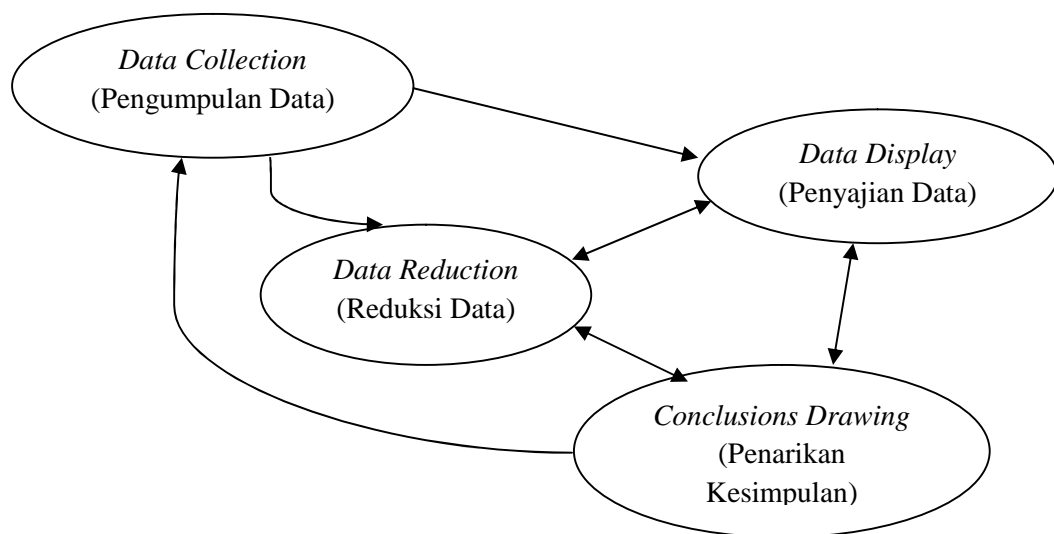 Data Collection
(Pengumpulan Data)
Data Display
(Penyajian Data)
Data Reduction
(Reduksi Data)
Conclusions Drawing
(Penarikan
Kesimpulan)